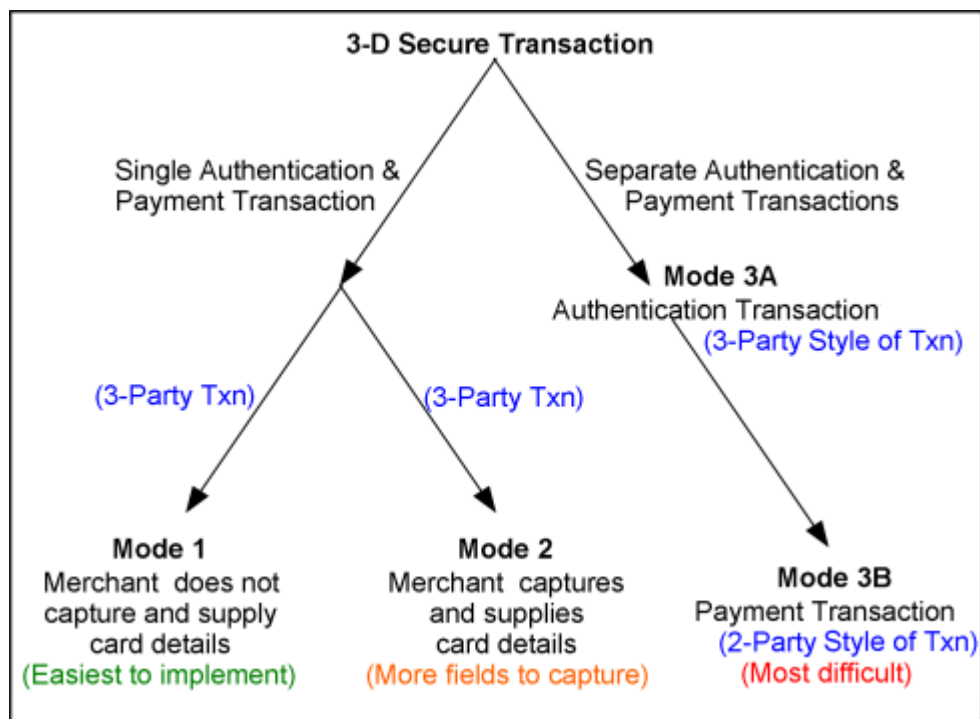 3-D Secure Transaction
Single Authentication &
Payment Transaction
Separate Authentication &
Payment Transactions
Mode 3A
Authentication Transaction
(3-Party Style of Txn)
(3-Party Txn)
(3-Party Txn)
Mode 1
Merchant does not
capture and supply
card details
(Easiest to implement)
Mode 2
Merchant captures
and supplies
card details
(More fields to capture)
Mode 3B
Payment Transaction
(2-Party Style of Txn)
(Most difficult)